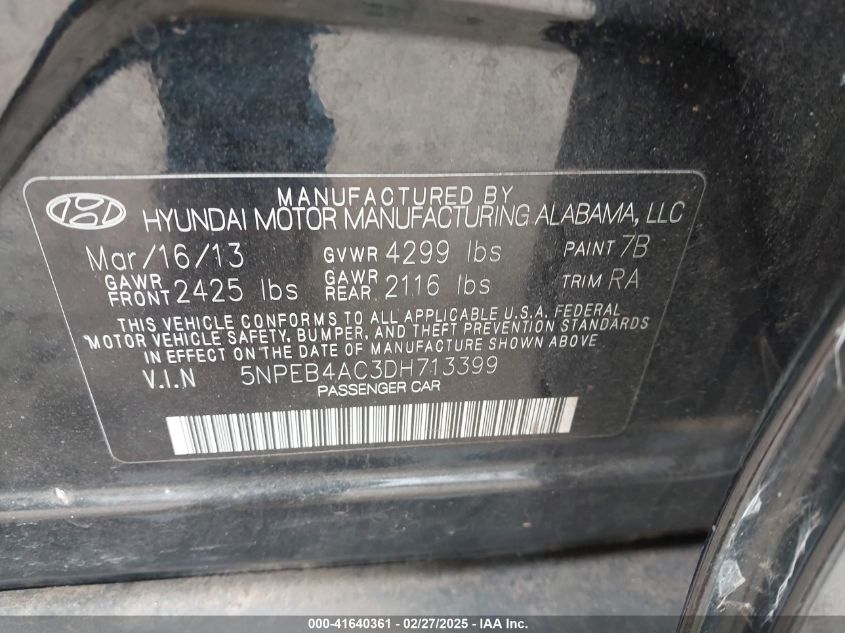 MANUFACTURED BY
HYUNDAI MOTOR MANUFACTURING ALABAMA, LLC
Mar/16/13 GVWR 4299 lbs PAINT 7B
GAWR FRONT 2425 lbs GAWR REAR 2116 lbs TRIM RA
THIS VEHICLE CONFORMS TO ALL APPLICABLE U.S.A. FEDERAL
MOTOR VEHICLE SAFETY, BUMPER, AND THEFT PREVENTION STANDARDS
IN EFFECT ON THE DATE OF MANUFACTURE SHOWN ABOVE.
V.I.N 5NPEB4AC3DH713399
PASSENGER CAR
000-41640361 - 02/27/2025 - IAA Inc.